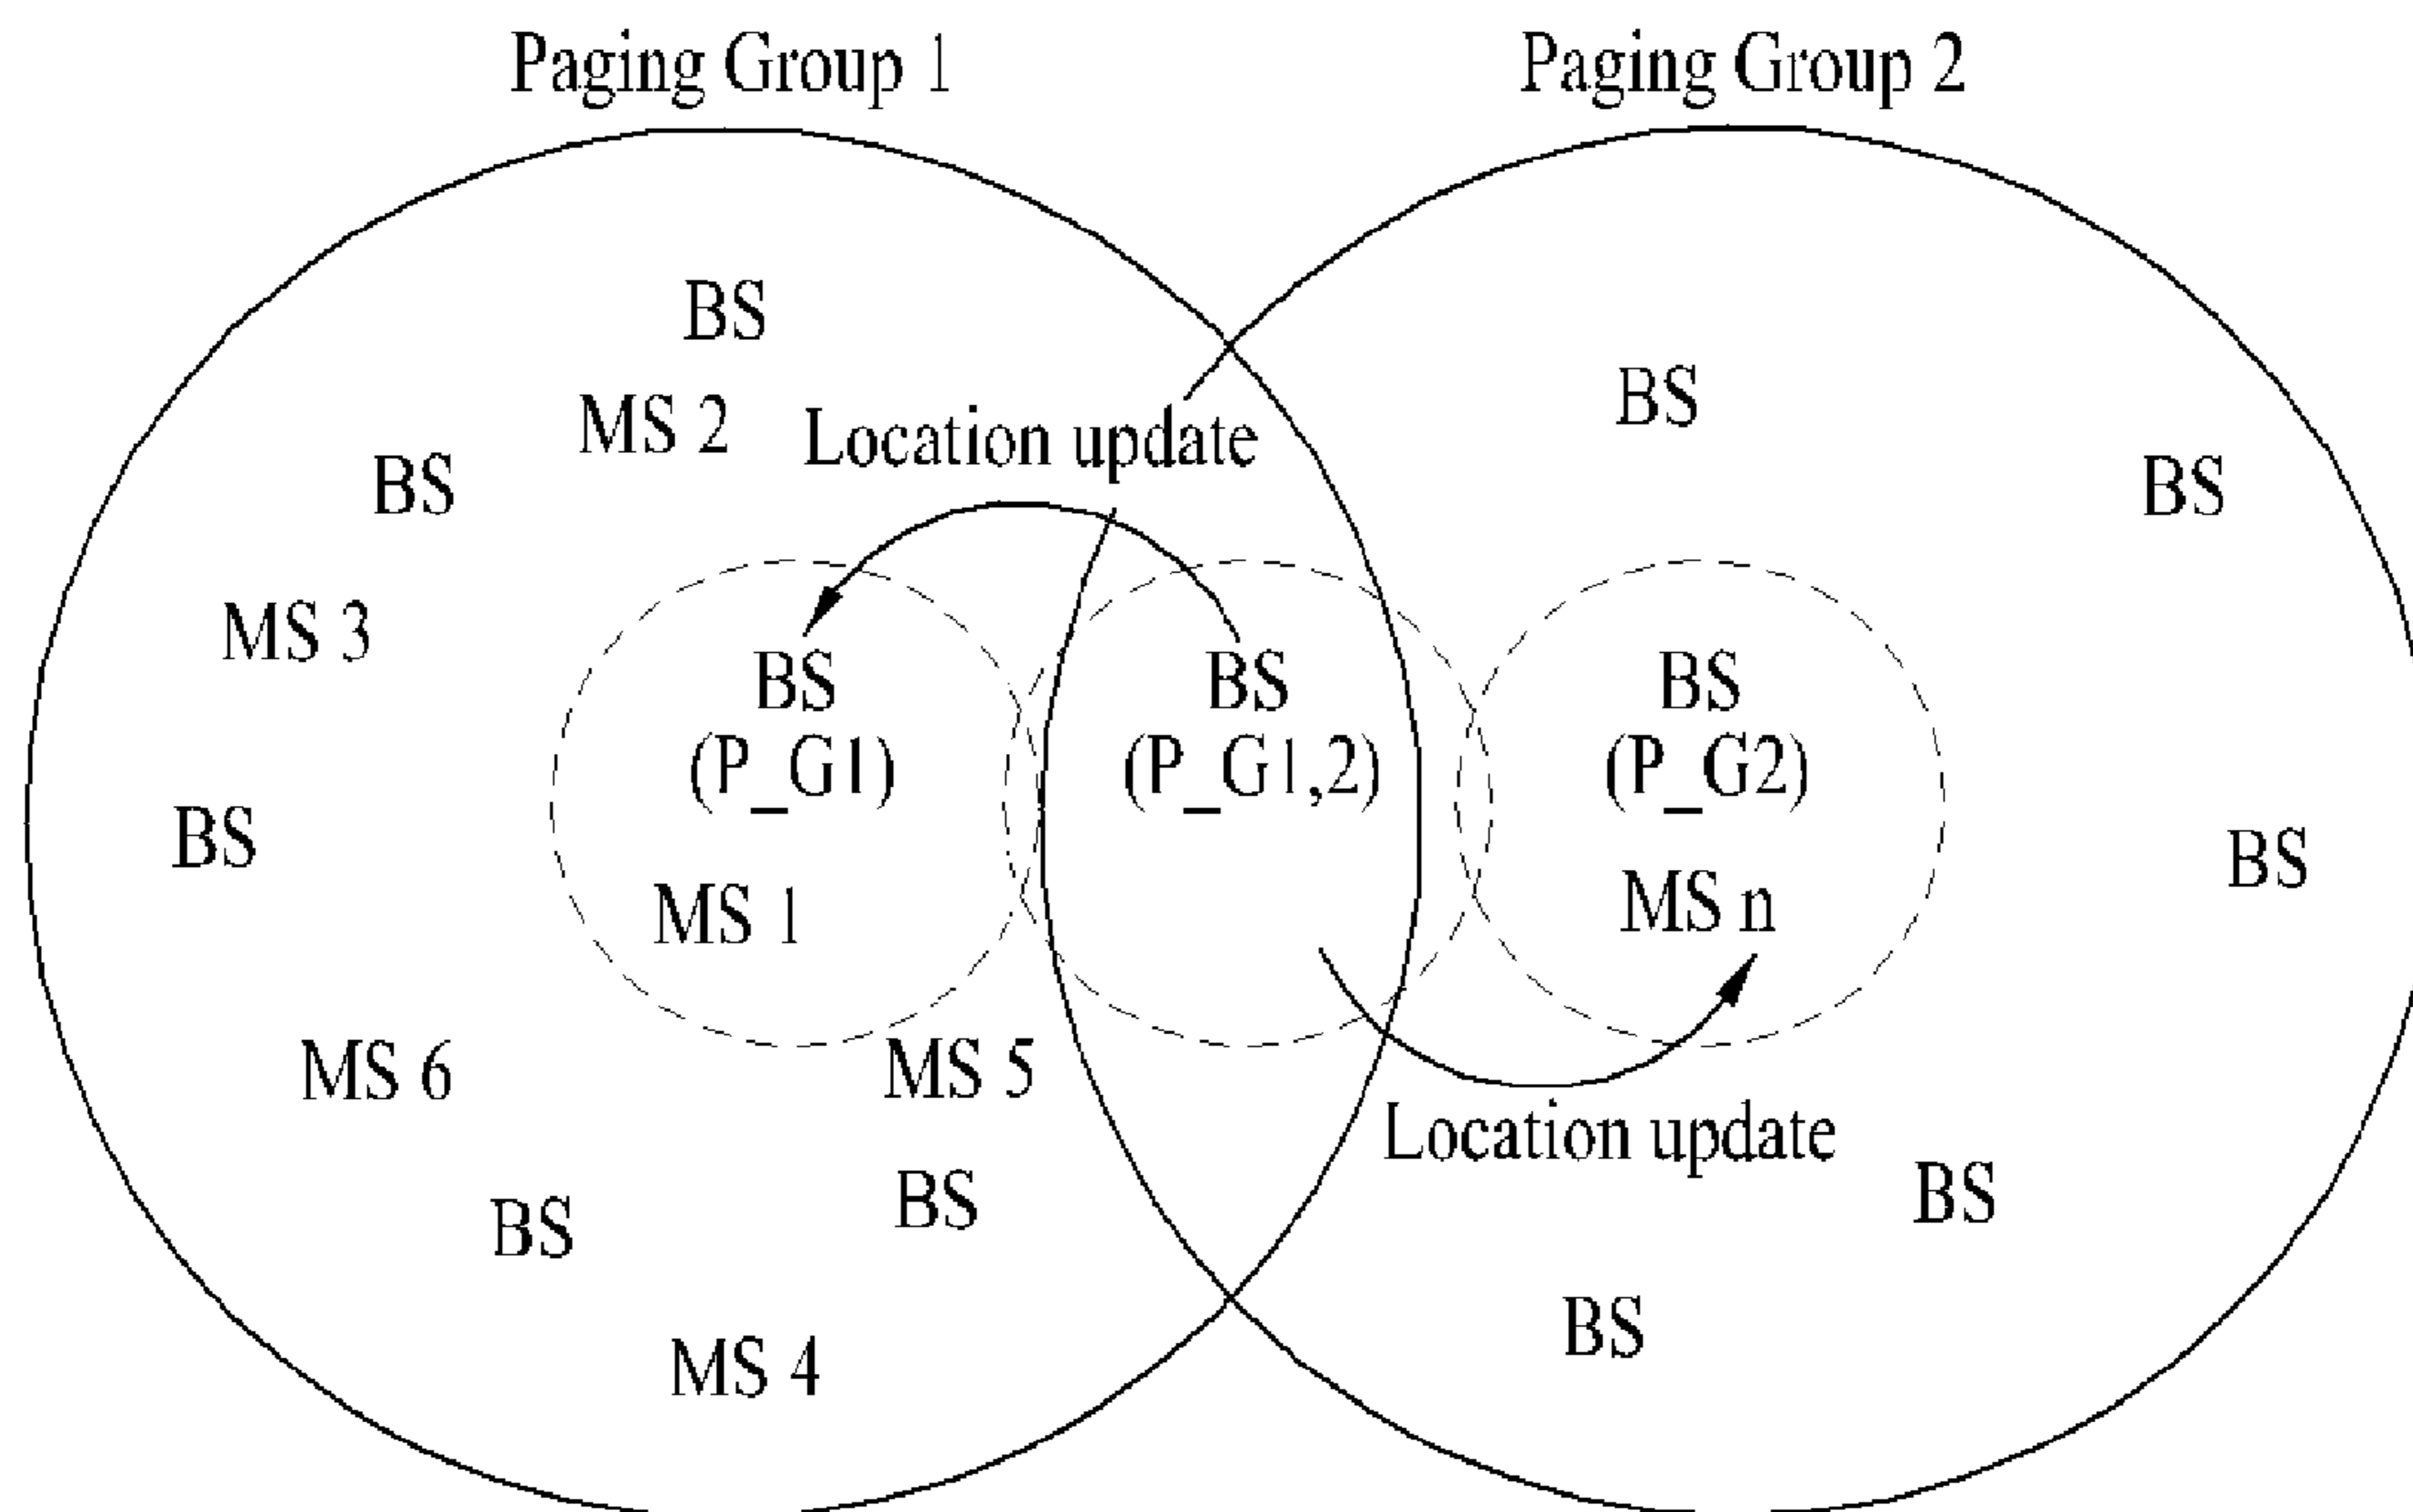 Paging Group 1
Paging Group 2
BS
MS 2
Location update
BS
BS
BS
MS 3
BS
(P_G1)
MS 1
BS
(P_G1,2)
BS
(P_G2)
MS n
BS
BS
MS 6
MS 5
Location update
BS
BS
BS
BS
MS 4